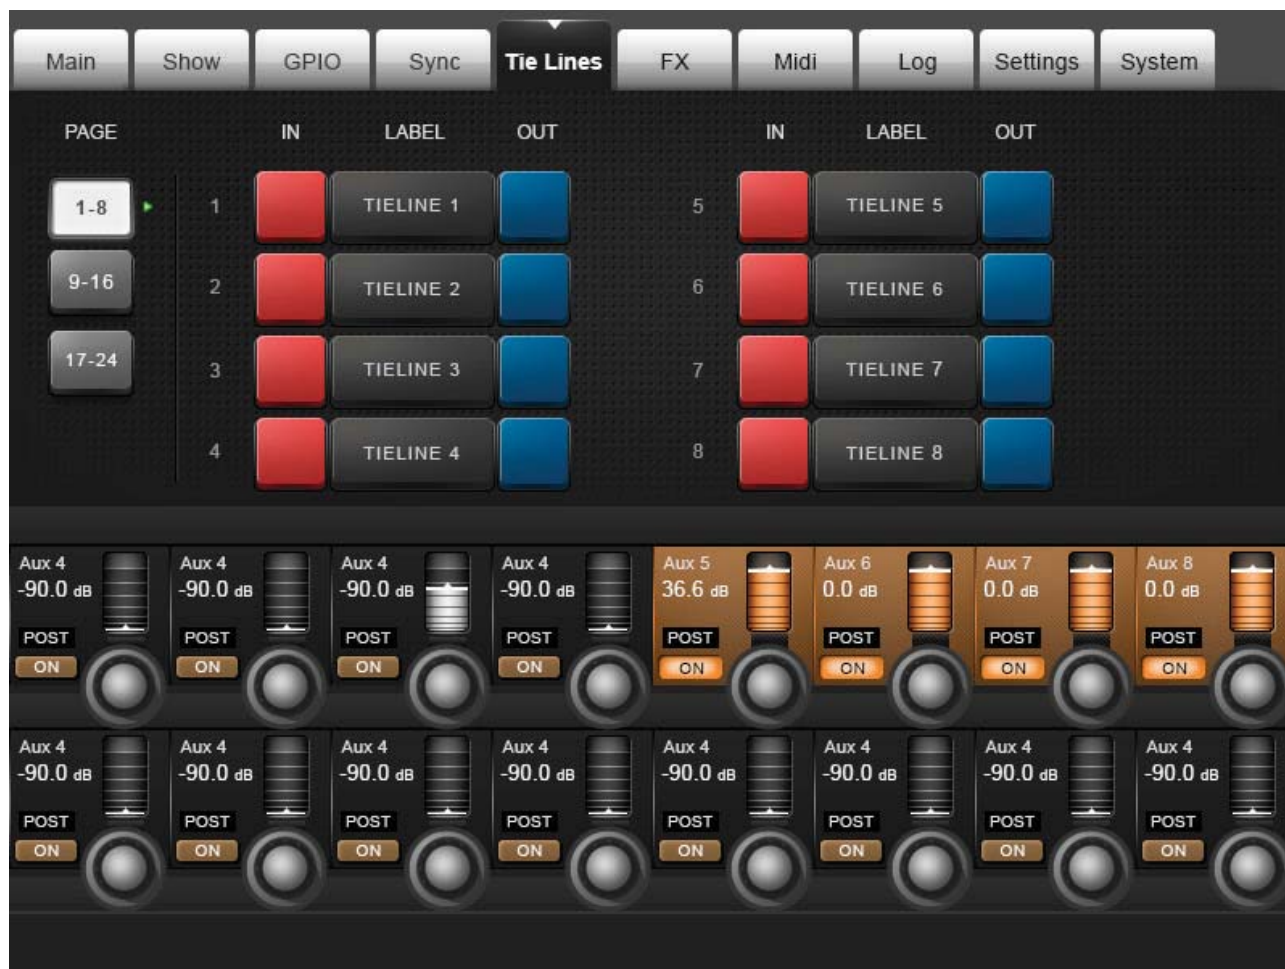 Main Show GPIO Sync Tie Lines FX Midi Log Settings System
PAGE IN LABEL OUT IN LABEL OUT
1-8 1 TIELINE 1 5 TIELINE 5
9-16 2 TIELINE 2 6 TIELINE 6
17-24 3 TIELINE 3 7 TIELINE 7
4 TIELINE 4 8 TIELINE 8
Aux 4 Aux 4 Aux 4 Aux 4 Aux 5 Aux 6 Aux 7 Aux 8
-90.0 dB -90.0 dB -90.0 dB -90.0 dB 36.6 dB 0.0 dB 0.0 dB 0.0 dB
POST POST POST POST POST POST POST POST
ON ON ON ON ON ON ON ON
Aux 4 Aux 4 Aux 4 Aux 4 Aux 4 Aux 4 Aux 4 Aux 4
-90.0 dB -90.0 dB -90.0 dB -90.0 dB -90.0 dB -90.0 dB -90.0 dB -90.0 dB
POST POST POST POST POST POST POST POST
ON ON ON ON ON ON ON ON